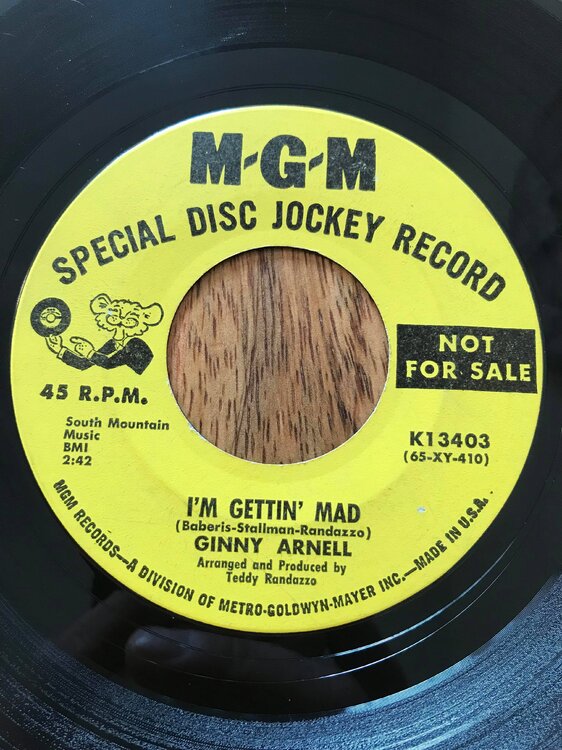 M-G-M
SPECIAL DISC JOCKEY RECORD
NOT
FOR SALE
45 R.P.M.
South Mountain
Music
BMI
2:42
K13403
(65-XY-410)
I'M GETTIN' MAD
(Baberis-Stallman-Randazzo)
GINNY ARNELL
Arranged and Produced by
Teddy Randazzo
MGM RECORDS—A DIVISION OF METRO-GOLDWYN-MAYER INC.—MADE IN U.S.A.